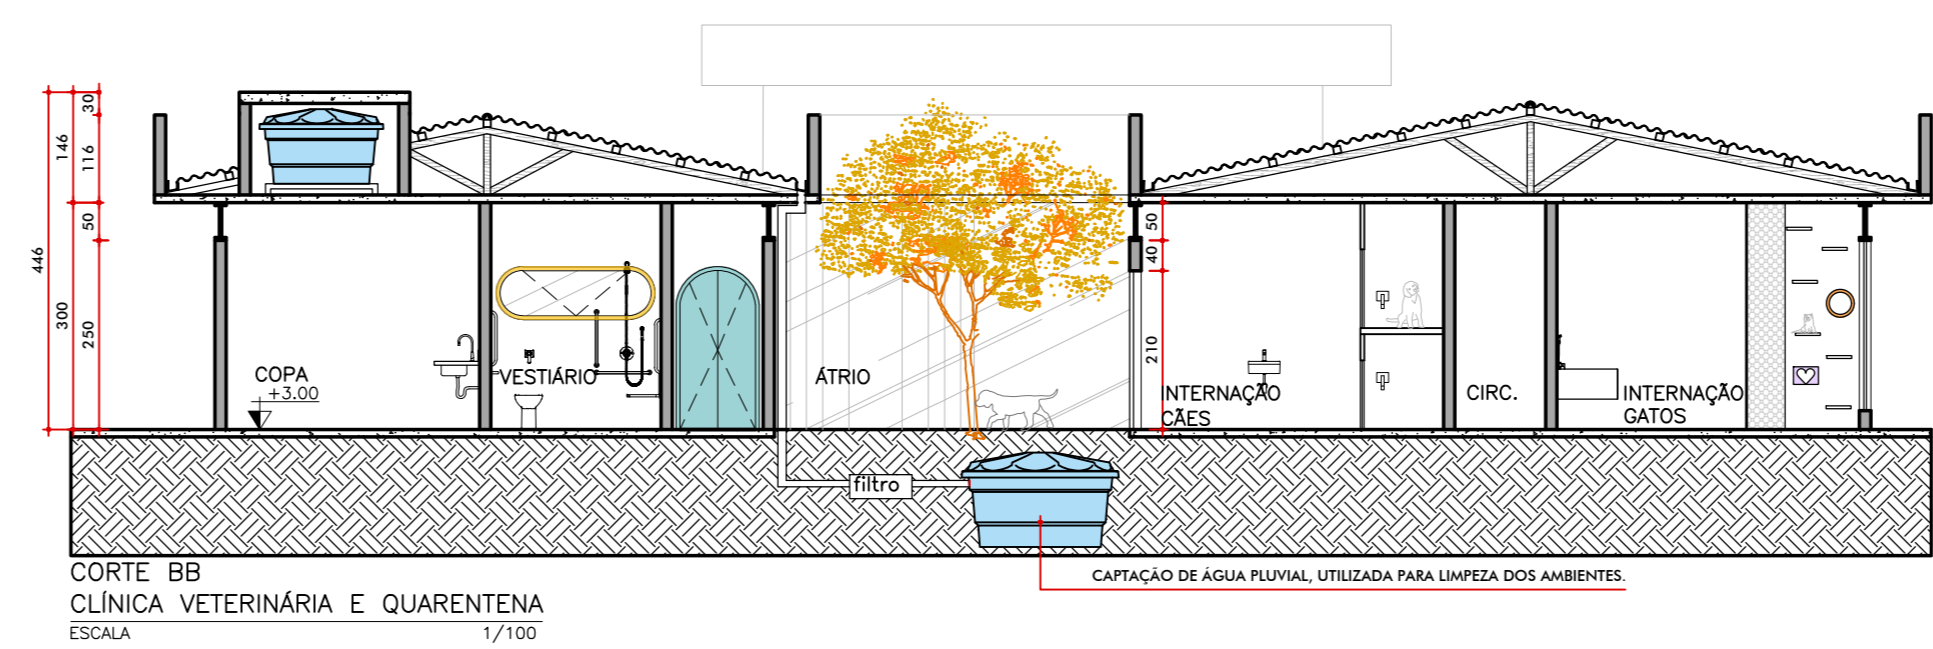 30
146
116
50
446
300
250
50
40
210
COPA
+3.00
VESTIÁRIO
ÁTRIO
INTERNAÇÃO
CÃES
CIRC.
INTERNAÇÃO
GATOS
filtro
CORTE BB
CLÍNICA VETERINÁRIA E QUARENTENA
ESCALA 1/100
CAPTAÇÃO DE ÁGUA PLUVIAL, UTILIZADA PARA LIMPEZA DOS AMBIENTES.